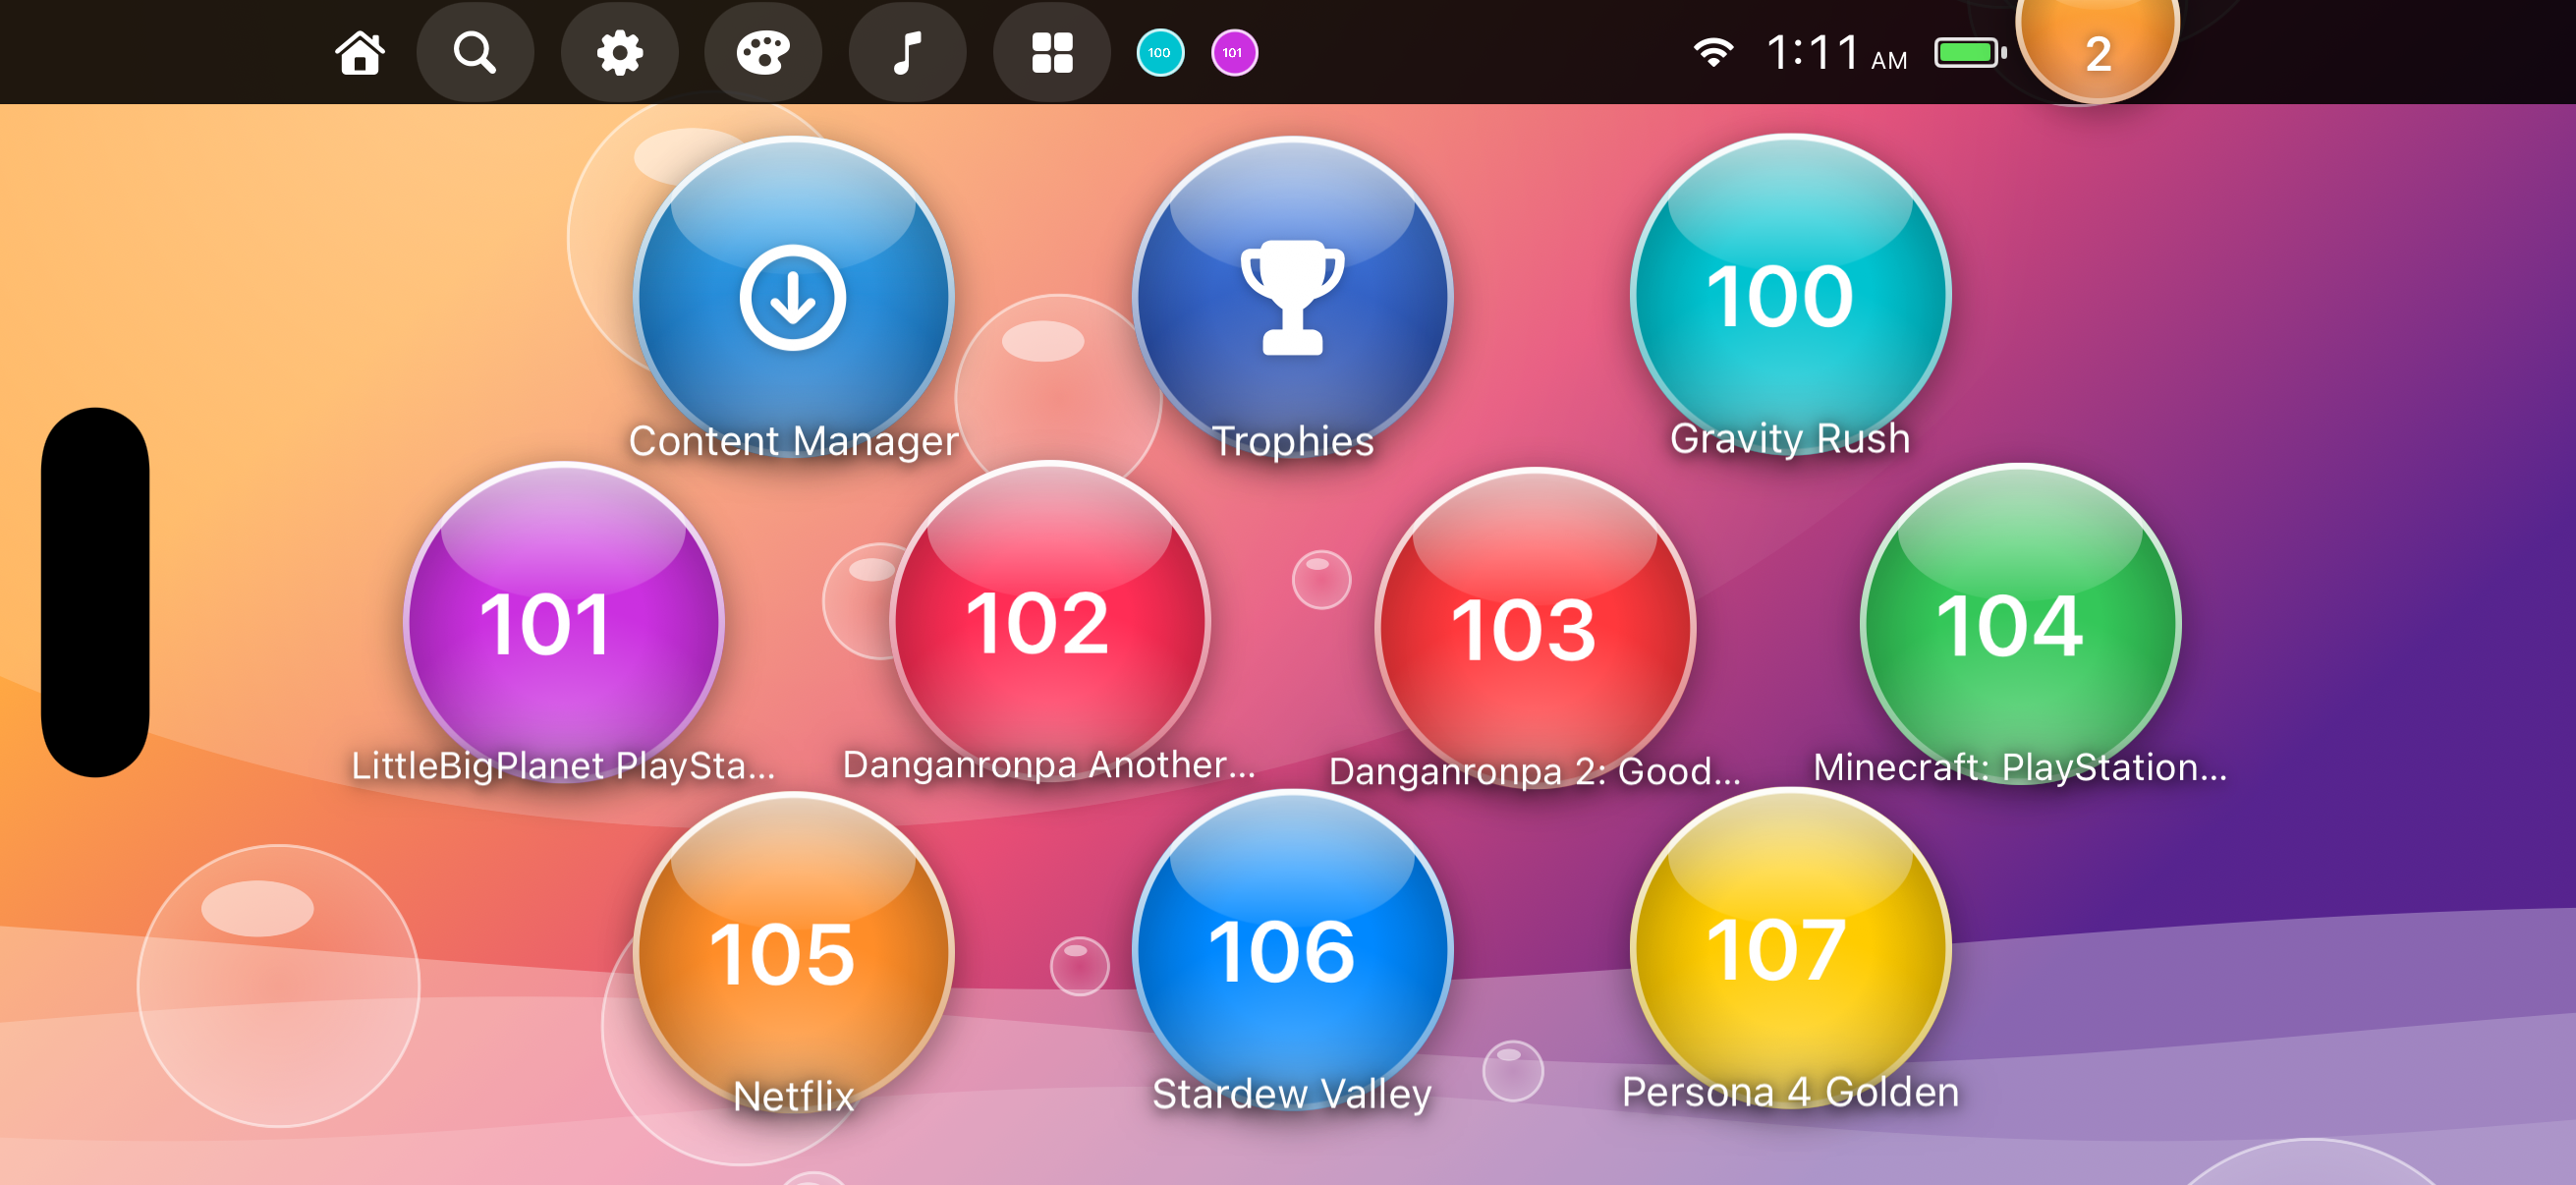 100
101
1:11 AM
2
Content Manager
Trophies
100
Gravity Rush
101
LittleBigPlanet PlaySta...
102
Danganronpa Another...
103
Danganronpa 2: Good...
104
Minecraft: PlayStation...
105
Netflix
106
Stardew Valley
107
Persona 4 Golden